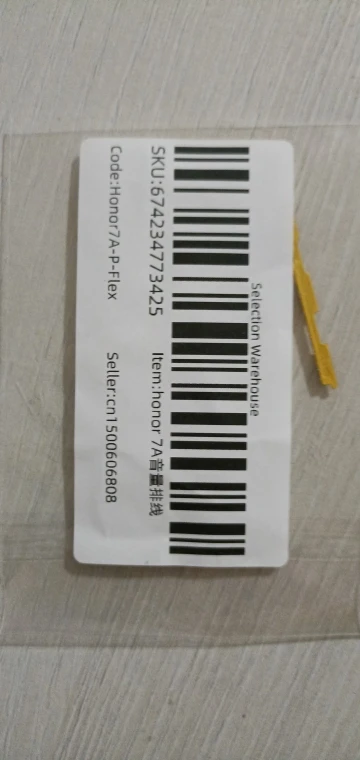 Selection Warehouse
SKU:674234773425 Item:honor 7A音量排线
Code:Honor7A-P-Flex Seller:cn1500606808